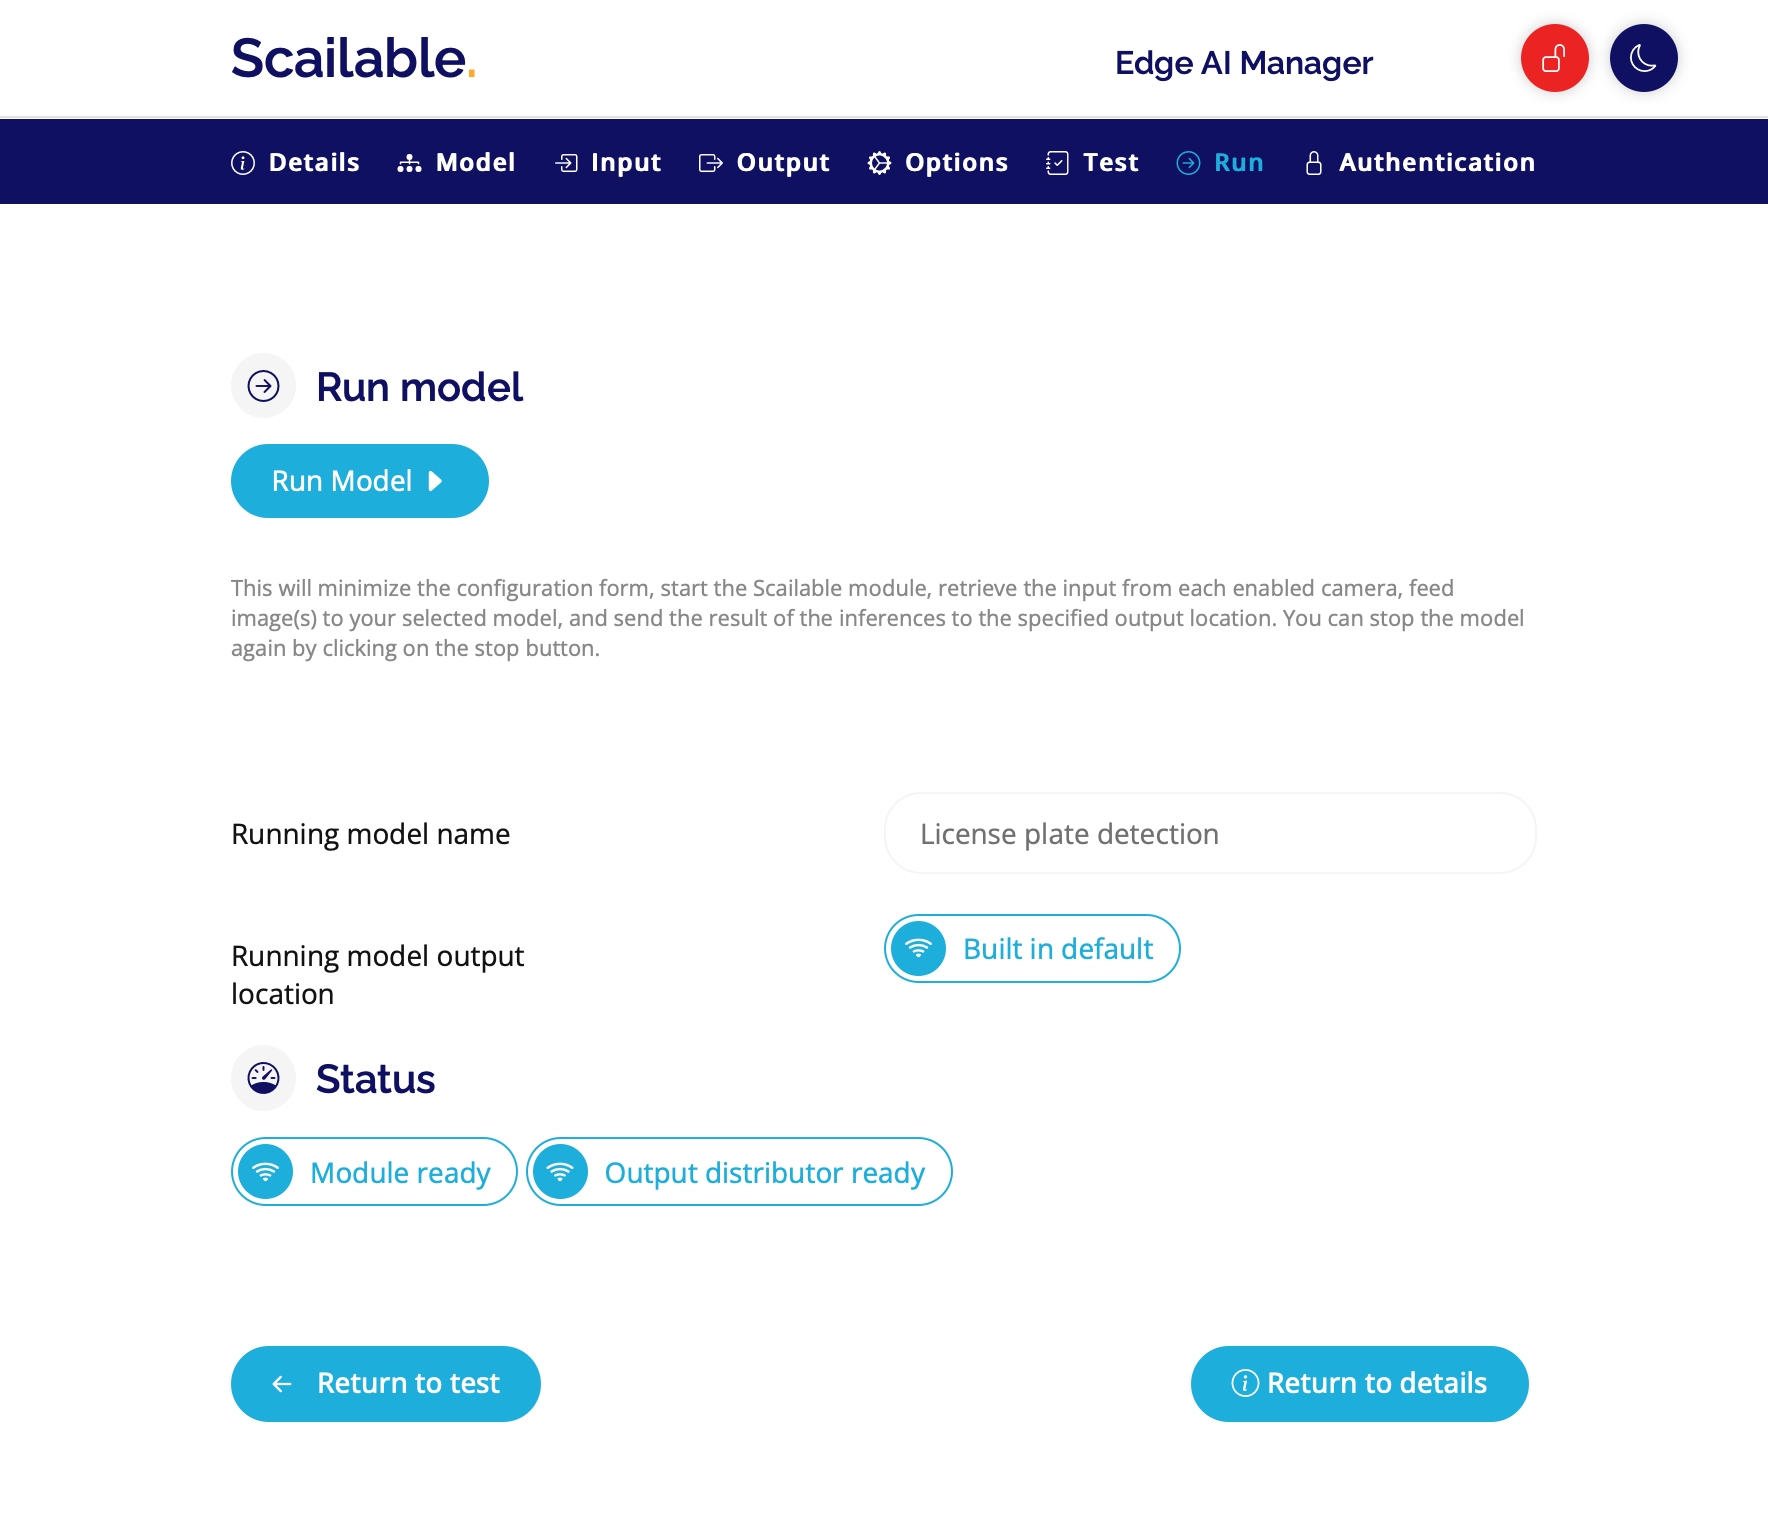 Scailable.
Edge AI Manager
Details Model Input Output Options Test Run Authentication
Run model
Run Model
This will minimize the configuration form, start the Scailable module, retrieve the input from each enabled camera, feed
image(s) to your selected model, and send the result of the inferences to the specified output location. You can stop the model
again by clicking on the stop button.
Running model name
License plate detection
Running model output
location
Built in default
Status
Module ready
Output distributor ready
Return to test
Return to details